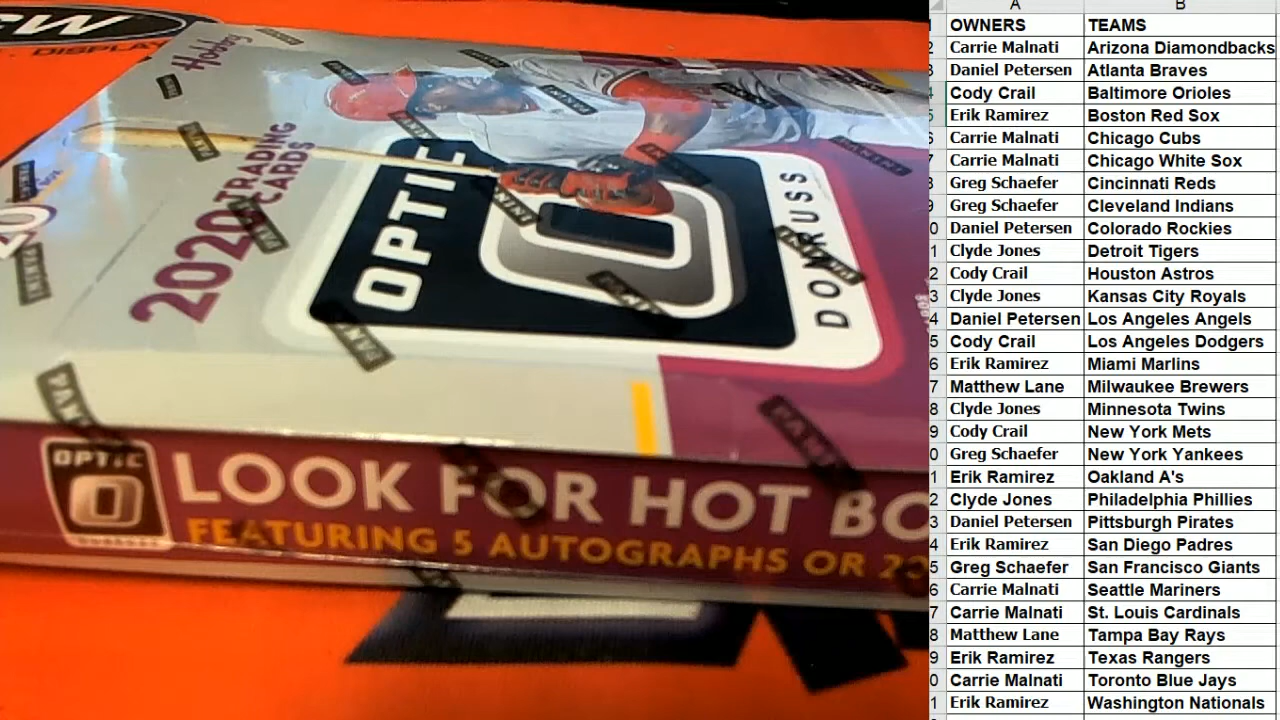 EW
DISPLAY
Hobby
2020 TRADING
CARDS
OPTIC
DONRUSS
PANINI
OPTIC
LOOK FOR HOT BO
FEATURING 5 AUTOGRAPHS OR 20
A B
OWNERS TEAMS
Carrie Malnati Arizona Diamondbacks
Daniel Petersen Atlanta Braves
Cody Crail Baltimore Orioles
Erik Ramirez Boston Red Sox
Carrie Malnati Chicago Cubs
Carrie Malnati Chicago White Sox
Greg Schaefer Cincinnati Reds
Greg Schaefer Cleveland Indians
Daniel Petersen Colorado Rockies
Clyde Jones Detroit Tigers
Cody Crail Houston Astros
Clyde Jones Kansas City Royals
Daniel Petersen Los Angeles Angels
Cody Crail Los Angeles Dodgers
Erik Ramirez Miami Marlins
Matthew Lane Milwaukee Brewers
Clyde Jones Minnesota Twins
Cody Crail New York Mets
Greg Schaefer New York Yankees
Erik Ramirez Oakland A's
Clyde Jones Philadelphia Phillies
Daniel Petersen Pittsburgh Pirates
Erik Ramirez San Diego Padres
Greg Schaefer San Francisco Giants
Carrie Malnati Seattle Mariners
Carrie Malnati St. Louis Cardinals
Matthew Lane Tampa Bay Rays
Erik Ramirez Texas Rangers
Carrie Malnati Toronto Blue Jays
Erik Ramirez Washington Nationals